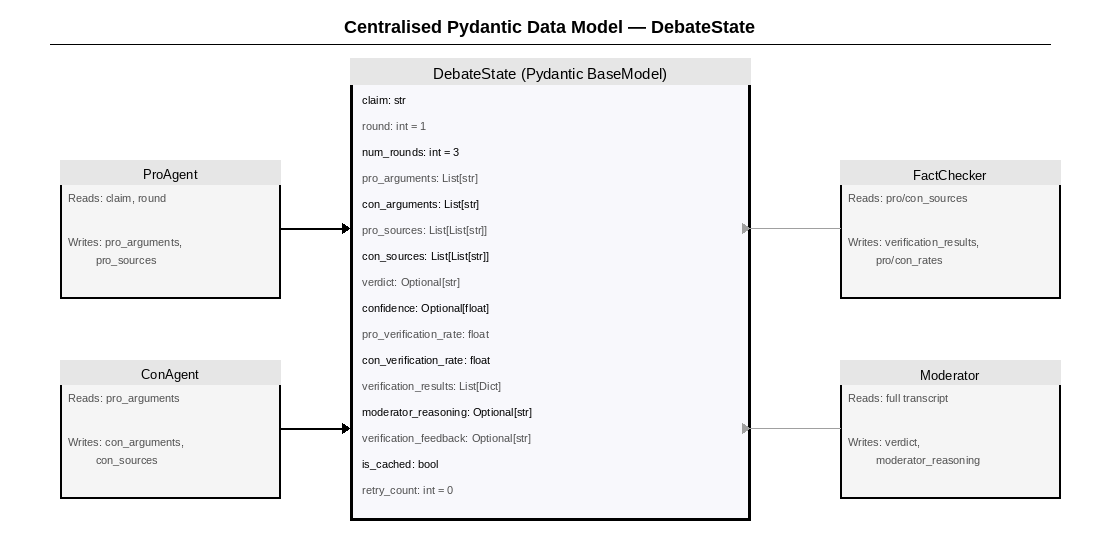 Centralised Pydantic Data Model — DebateState
DebateState (Pydantic BaseModel)
claim: str
round: int = 1
num_rounds: int = 3
pro_arguments: List[str]
con_arguments: List[str]
pro_sources: List[List[str]]
con_sources: List[List[str]]
verdict: Optional[str]
confidence: Optional[float]
pro_verification_rate: float
con_verification_rate: float
verification_results: List[Dict]
moderator_reasoning: Optional[str]
verification_feedback: Optional[str]
is_cached: bool
retry_count: int = 0
ProAgent
Reads: claim, round
Writes: pro_arguments,
pro_sources
ConAgent
Reads: pro_arguments
Writes: con_arguments,
con_sources
FactChecker
Reads: pro/con_sources
Writes: verification_results,
pro/con_rates
Moderator
Reads: full transcript
Writes: verdict,
moderator_reasoning